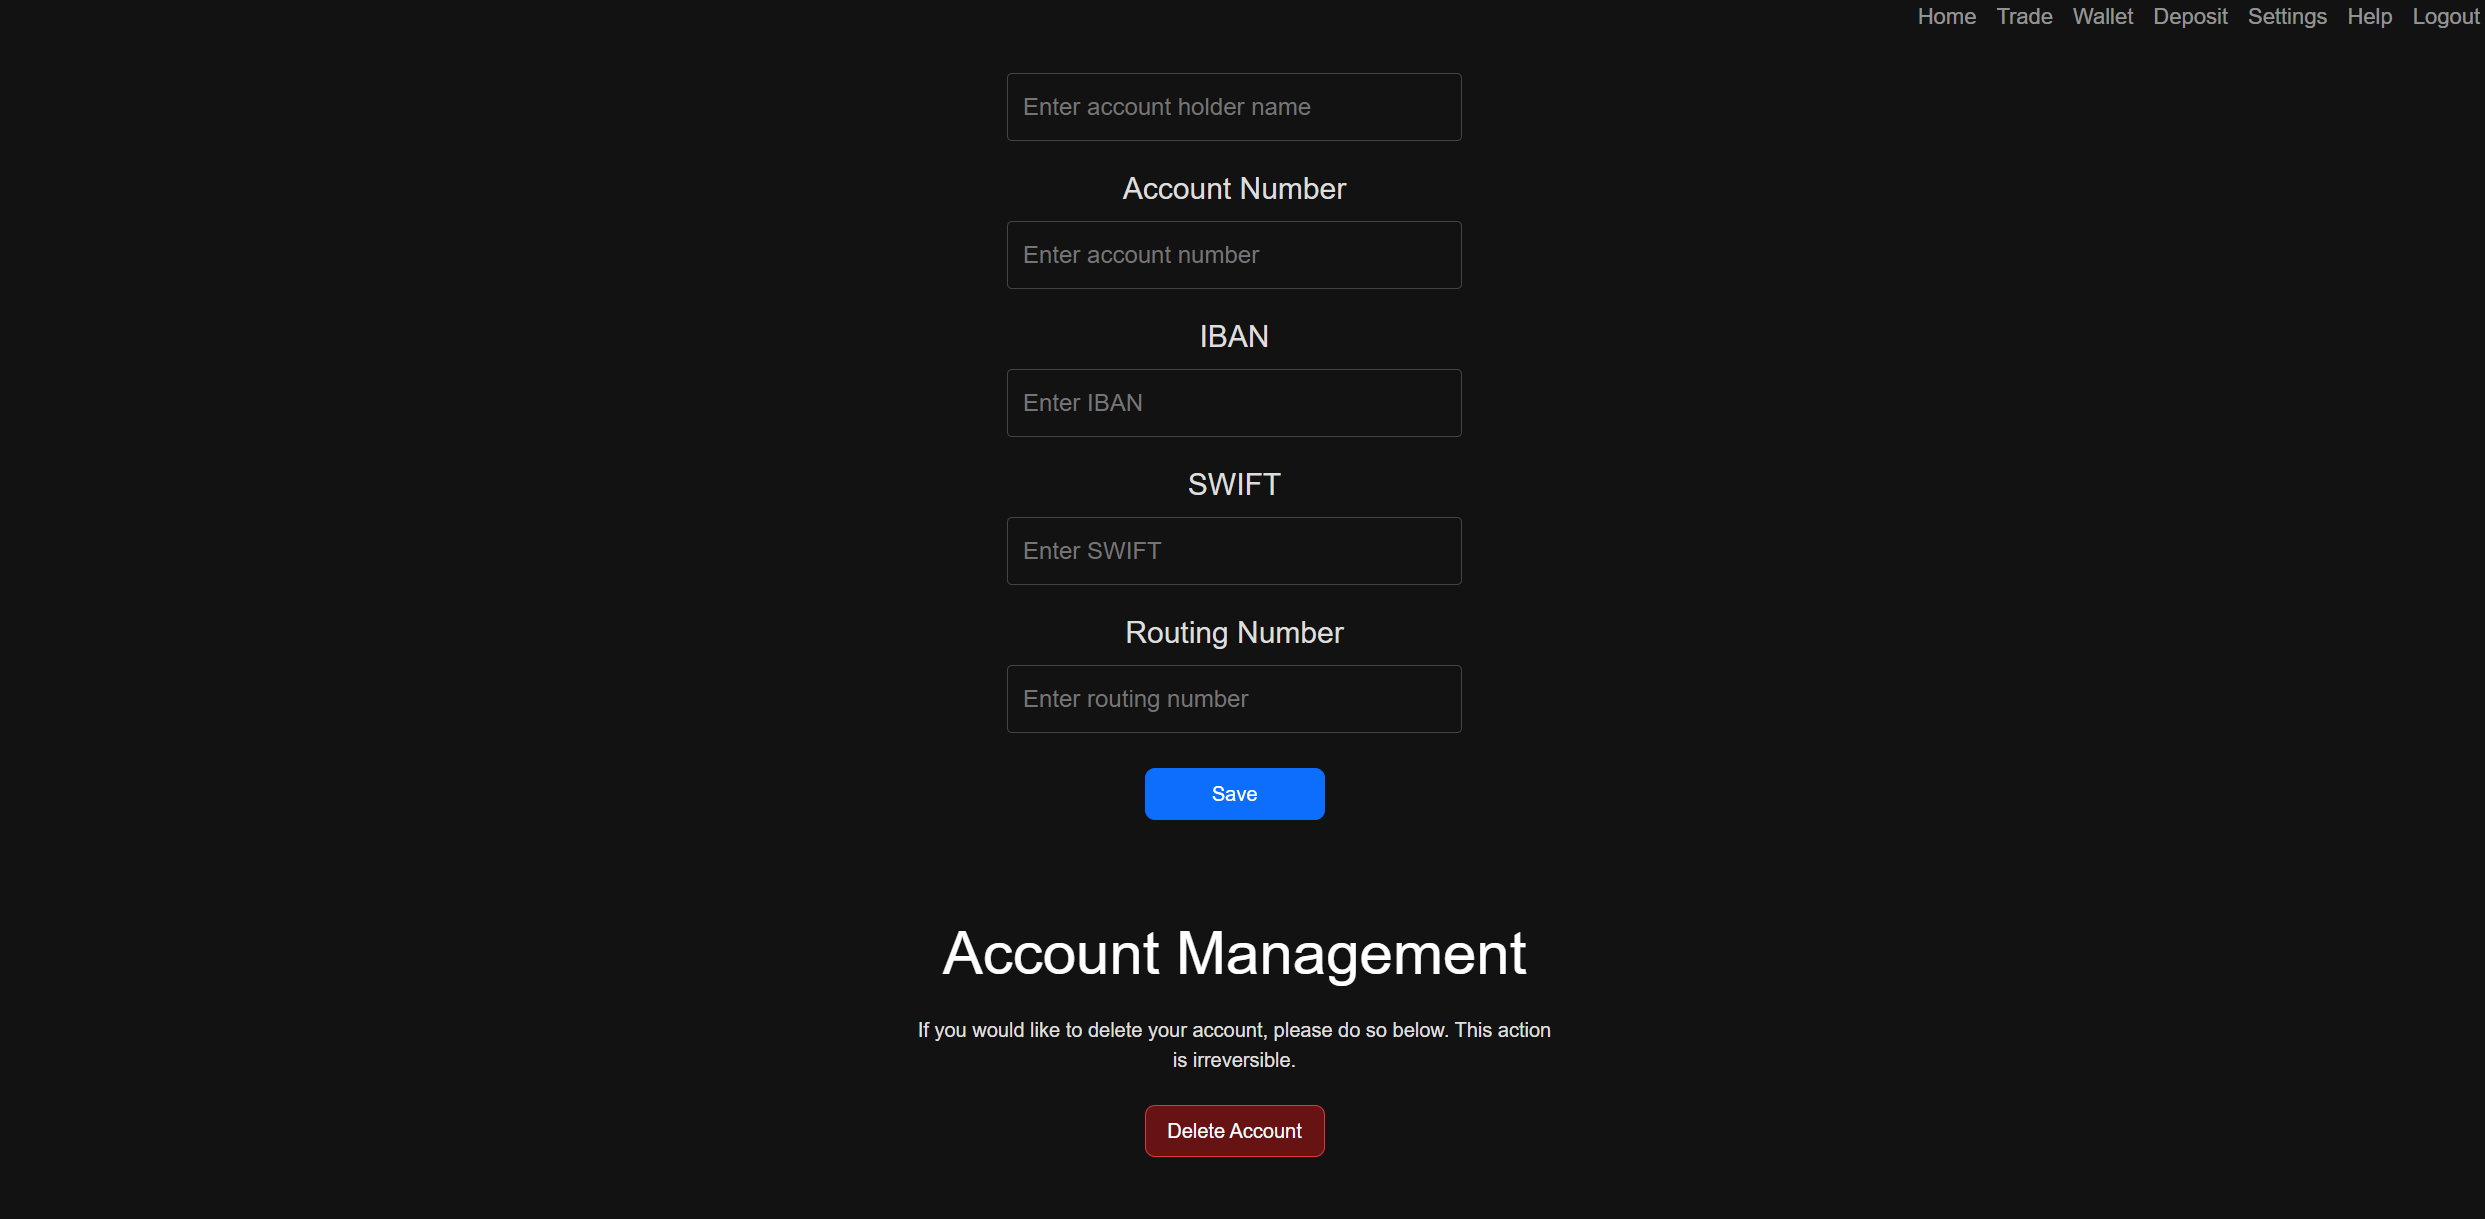 Home Trade Wallet Deposit Settings Help Logout
Enter account holder name
Account Number
Enter account number
IBAN
Enter IBAN
SWIFT
Enter SWIFT
Routing Number
Enter routing number
Save
Account Management
If you would like to delete your account, please do so below. This action
is irreversible.
Delete Account